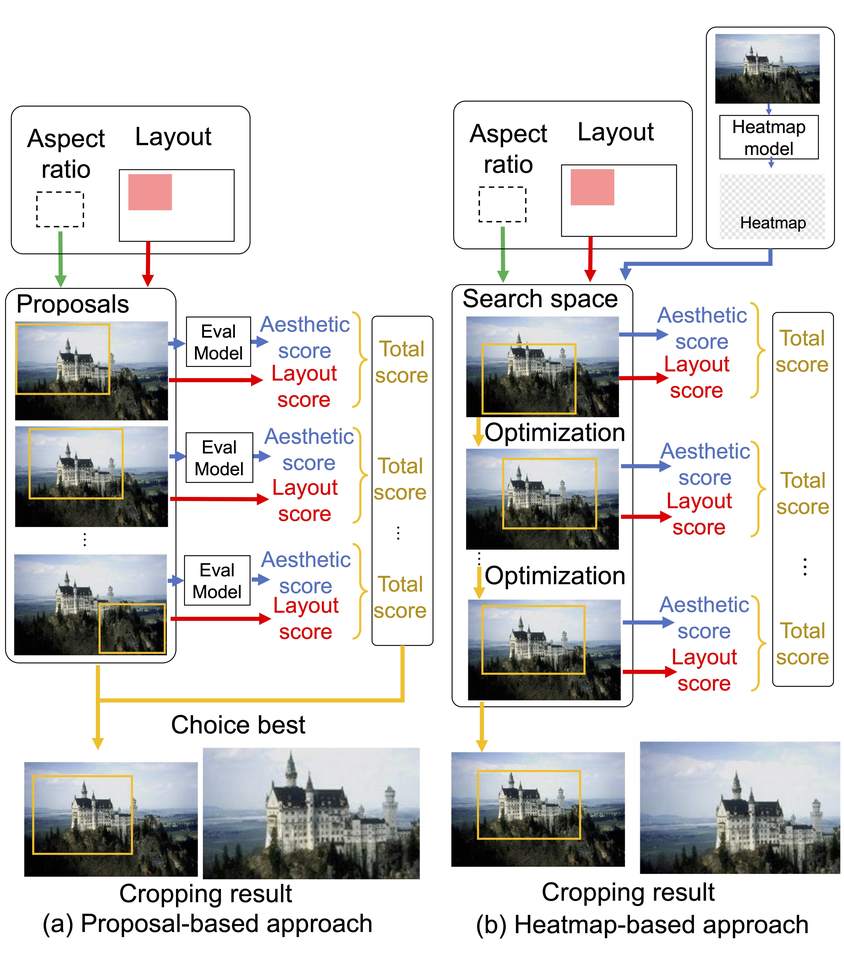 Aspect
ratio
Layout
Proposals
Eval
Model
Aesthetic
score
Layout
score
Total
score
Eval
Model
Aesthetic
score
Layout
score
Total
score
⋮
⋮
Eval
Model
Aesthetic
score
Layout
score
Total
score
Choice best
Cropping result
(a) Proposal-based approach
Aspect
ratio
Layout
Heatmap
model
Heatmap
Search space
Aesthetic
score
Layout
score
Total
score
Optimization
Aesthetic
score
Layout
score
Total
score
⋮
⋮
Optimization
Aesthetic
score
Layout
score
Total
score
Cropping result
(b) Heatmap-based approach